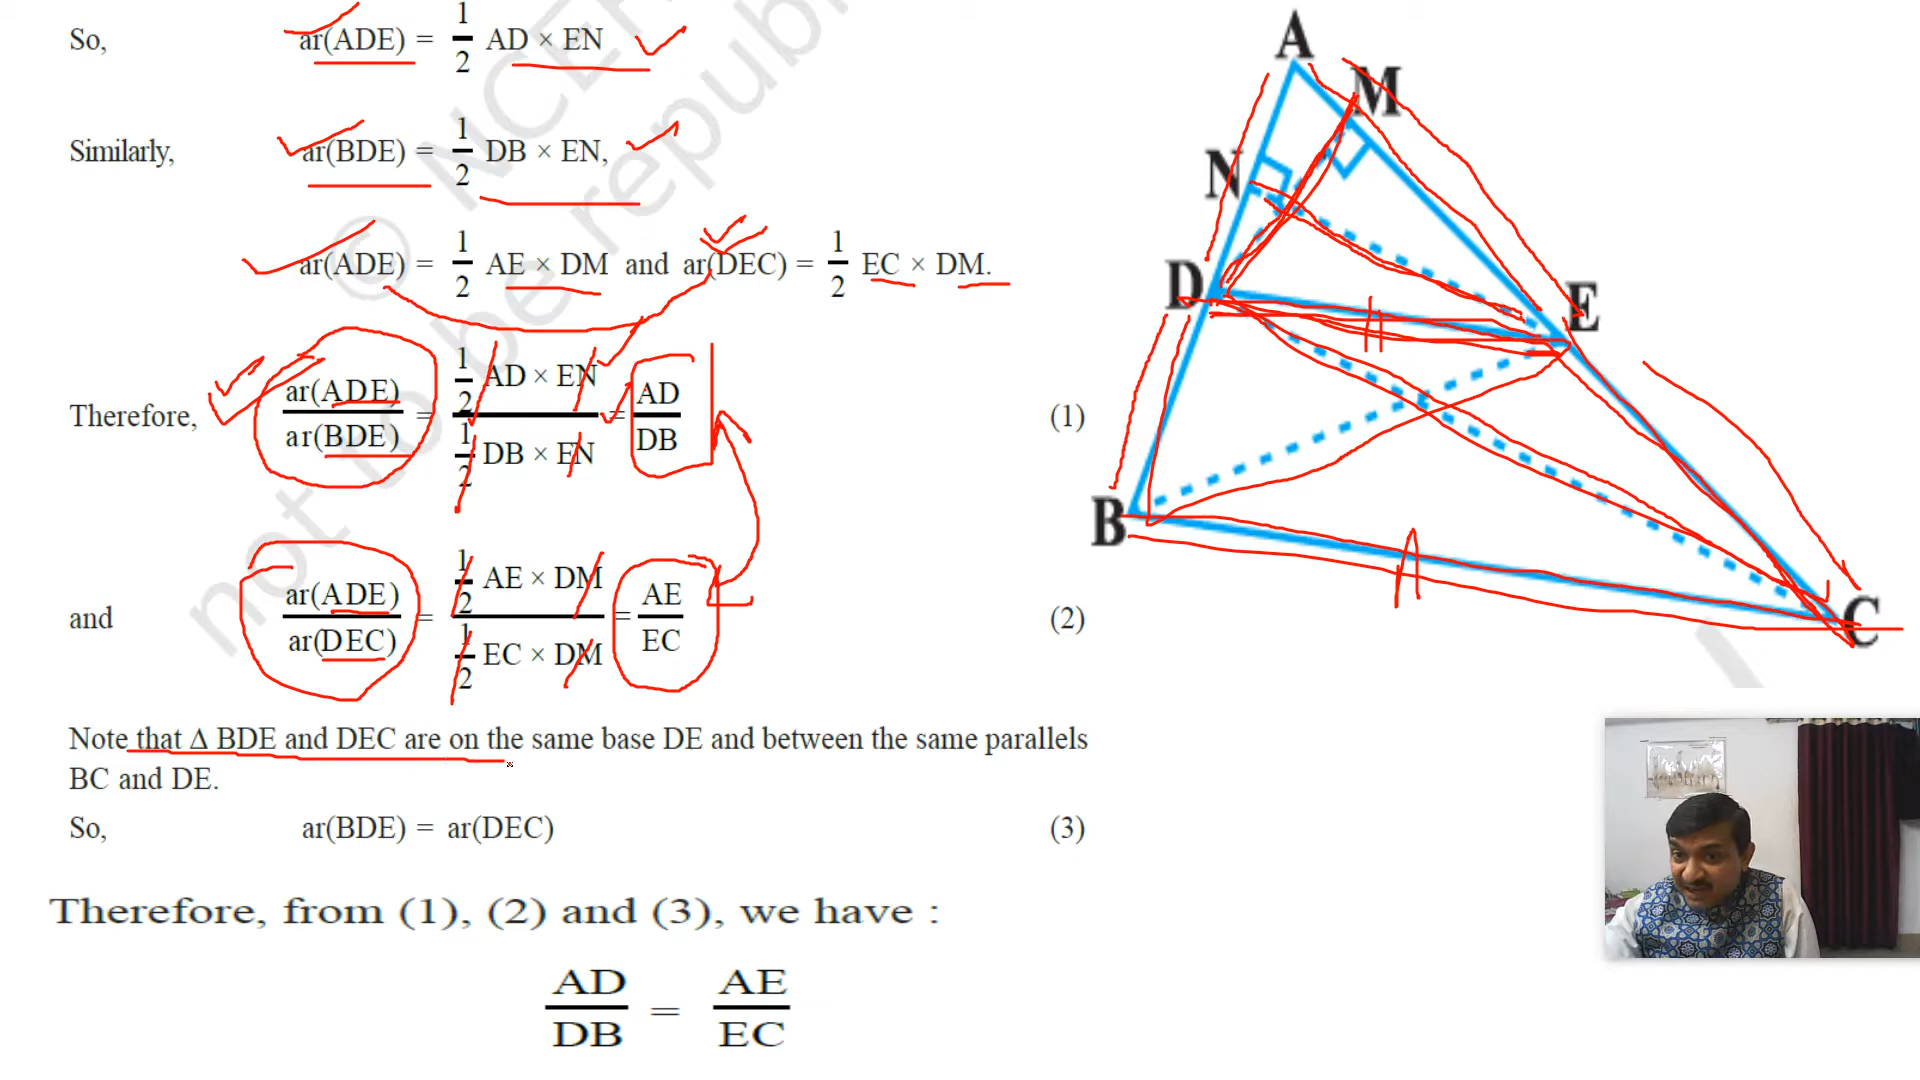 So, ar(ADE) = 1/2 AD × EN
Similarly, ar(BDE) = 1/2 DB × EN,
ar(ADE) = 1/2 AE × DM and ar(DEC) = 1/2 EC × DM.
Therefore, ar(ADE)/ar(BDE) = (1/2 AD × EN)/(1/2 DB × EN) = AD/DB (1)
and ar(ADE)/ar(DEC) = (1/2 AE × DM)/(1/2 EC × DM) = AE/EC (2)
Note that Δ BDE and DEC are on the same base DE and between the same parallels
BC and DE.
So, ar(BDE) = ar(DEC) (3)
Therefore, from (1), (2) and (3), we have :
AD/DB = AE/EC
A
M
N
D
E
B
C
© NCER
not to be republ